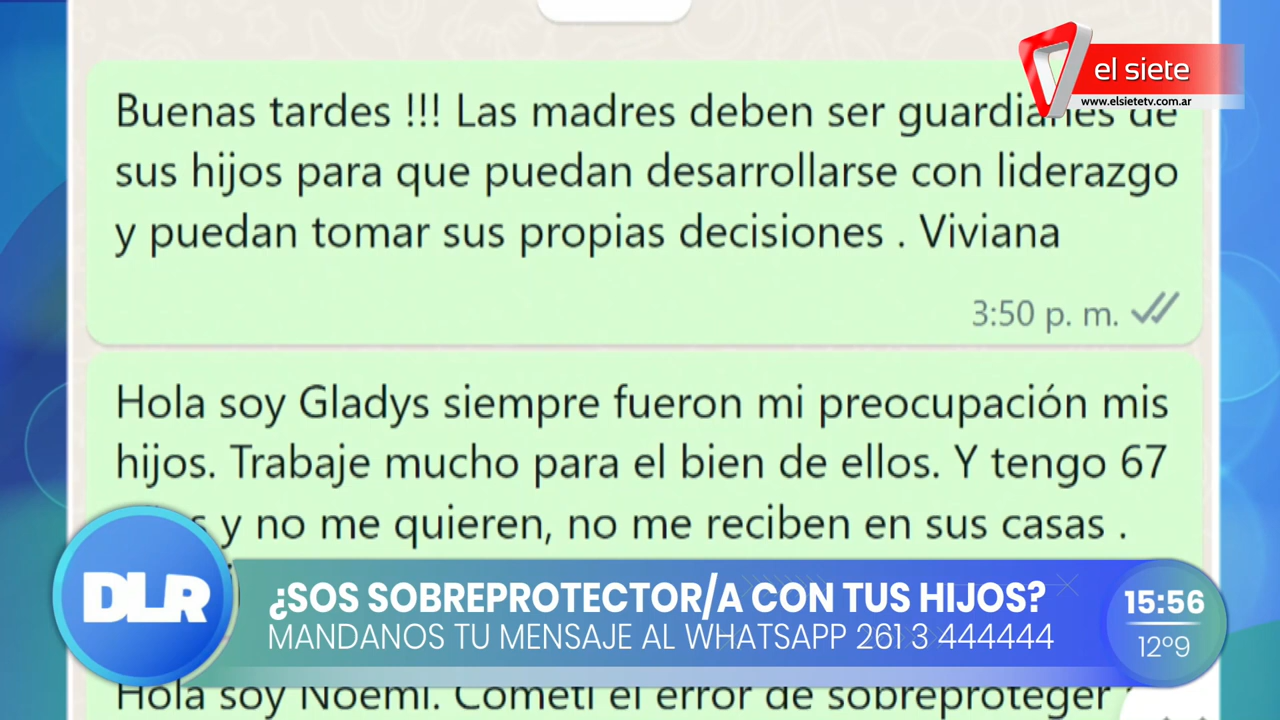 el siete
www.elsietetv.com.ar
Buenas tardes !!! Las madres deben ser de
sus hijos para que puedan desarrollarse con liderazgo
y puedan tomar sus propias decisiones . Viviana
3:50 p. m.
Hola soy Gladys siempre fueron mi preocupación mis
hijos. Trabaje mucho para el bien de ellos. Y tengo 67
y no me quieren, no me reciben en sus casas .
DLR
¿SOS SOBREPROTECTOR/A CON TUS HIJOS?
MANDANOS TU MENSAJE AL WHATSAPP 261 3 444444
15:56
12°9
Hola soy Noemi. Cometi el error de sobreproteger